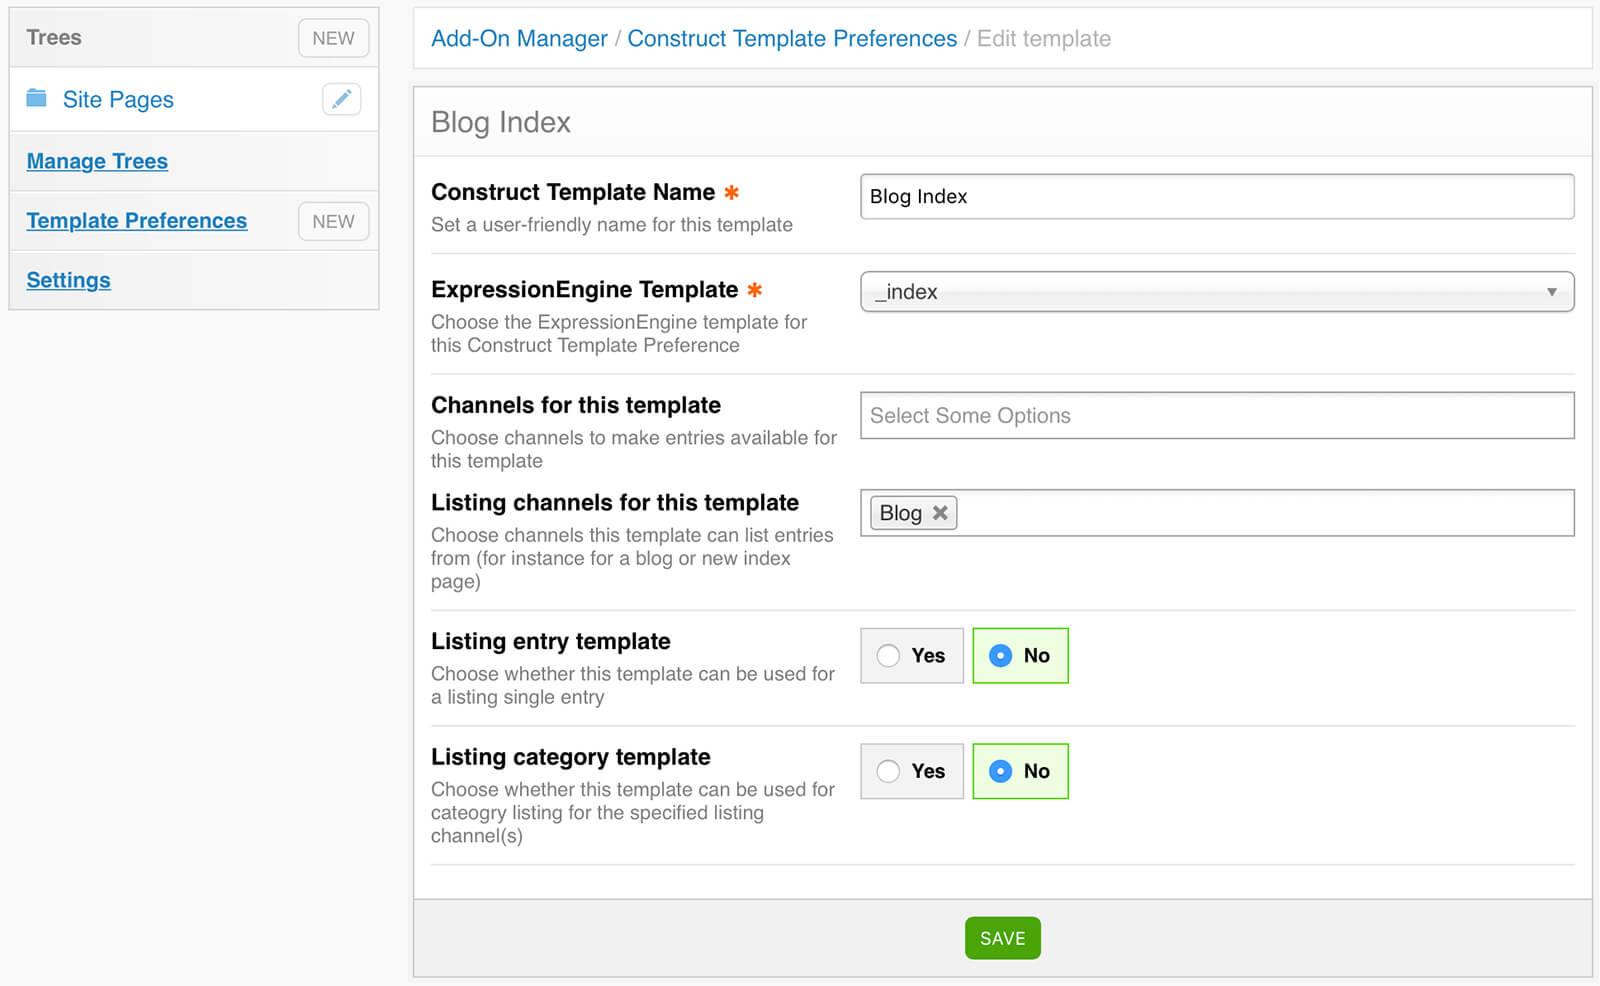 Trees
NEW
Site Pages
Manage Trees
Template Preferences
NEW
Settings
Add-On Manager / Construct Template Preferences / Edit template
Blog Index
Construct Template Name ✱
Set a user-friendly name for this template
Blog Index
ExpressionEngine Template ✱
Choose the ExpressionEngine template for
this Construct Template Preference
_index
Channels for this template
Choose channels to make entries available for
this template
Select Some Options
Listing channels for this template
Choose channels this template can list entries
from (for instance for a blog or new index
page)
Blog
Listing entry template
Choose whether this template can be used for
a listing single entry
Yes
No
Listing category template
Choose whether this template can be used for
cateogry listing for the specified listing
channel(s)
Yes
No
SAVE